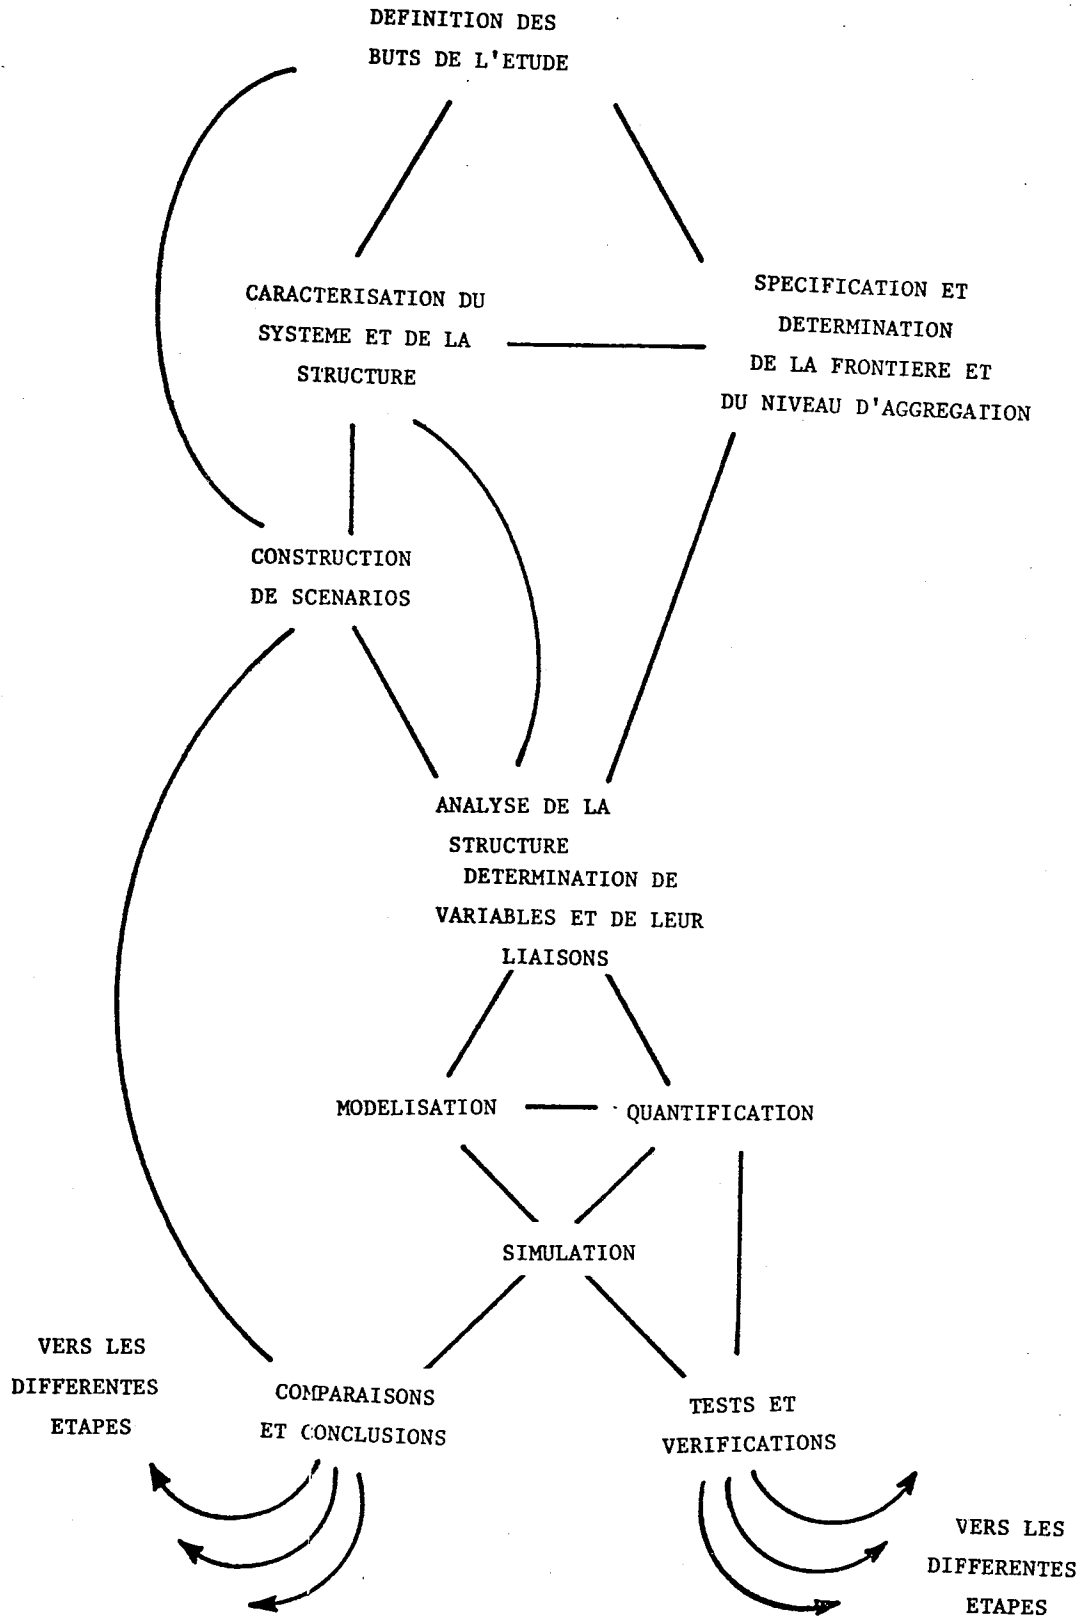 DEFINITION DES
BUTS DE L'ETUDE
CARACTERISATION DU
SYSTEME ET DE LA
STRUCTURE
SPECIFICATION ET
DETERMINATION
DE LA FRONTIERE ET
DU NIVEAU D'AGGREGATION
CONSTRUCTION
DE SCENARIOS
ANALYSE DE LA
STRUCTURE
DETERMINATION DE
VARIABLES ET DE LEUR
LIAISONS
MODELISATION
QUANTIFICATION
SIMULATION
VERS LES
DIFFERENTES
ETAPES
COMPARAISONS
ET CONCLUSIONS
TESTS ET
VERIFICATIONS
VERS LES
DIFFERENTES
ETAPES